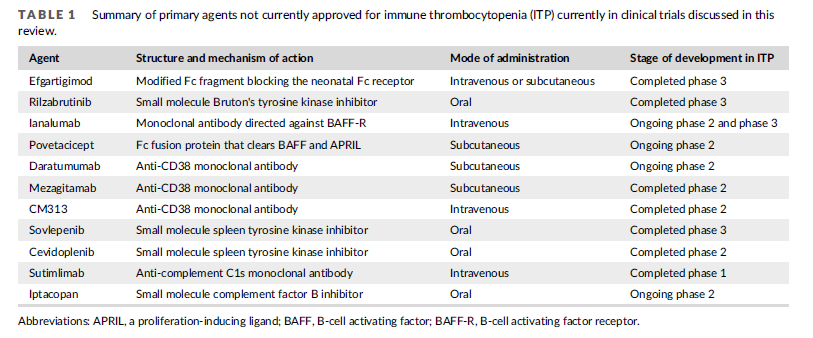 TABLE 1 Summary of primary agents not currently approved for immune thrombocytopenia (ITP) currently in clinical trials discussed in this
review.
Agent Structure and mechanism of action Mode of administration Stage of development in ITP
Efgartigimod Modified Fc fragment blocking the neonatal Fc receptor Intravenous or subcutaneous Completed phase 3
Rilzabrutinib Small molecule Bruton's tyrosine kinase inhibitor Oral Completed phase 3
Ianalumab Monoclonal antibody directed against BAFF-R Intravenous Ongoing phase 2 and phase 3
Povetacicept Fc fusion protein that clears BAFF and APRIL Subcutaneous Ongoing phase 2
Daratumumab Anti-CD38 monoclonal antibody Subcutaneous Ongoing phase 2
Mezagitamab Anti-CD38 monoclonal antibody Subcutaneous Completed phase 2
CM313 Anti-CD38 monoclonal antibody Intravenous Completed phase 2
Sovlepenib Small molecule spleen tyrosine kinase inhibitor Oral Completed phase 3
Cevidoplenib Small molecule spleen tyrosine kinase inhibitor Oral Completed phase 2
Sutimlimab Anti-complement C1s monoclonal antibody Intravenous Completed phase 1
Iptacopan Small molecule complement factor B inhibitor Oral Ongoing phase 2
Abbreviations: APRIL, a proliferation-inducing ligand; BAFF, B-cell activating factor; BAFF-R, B-cell activating factor receptor.